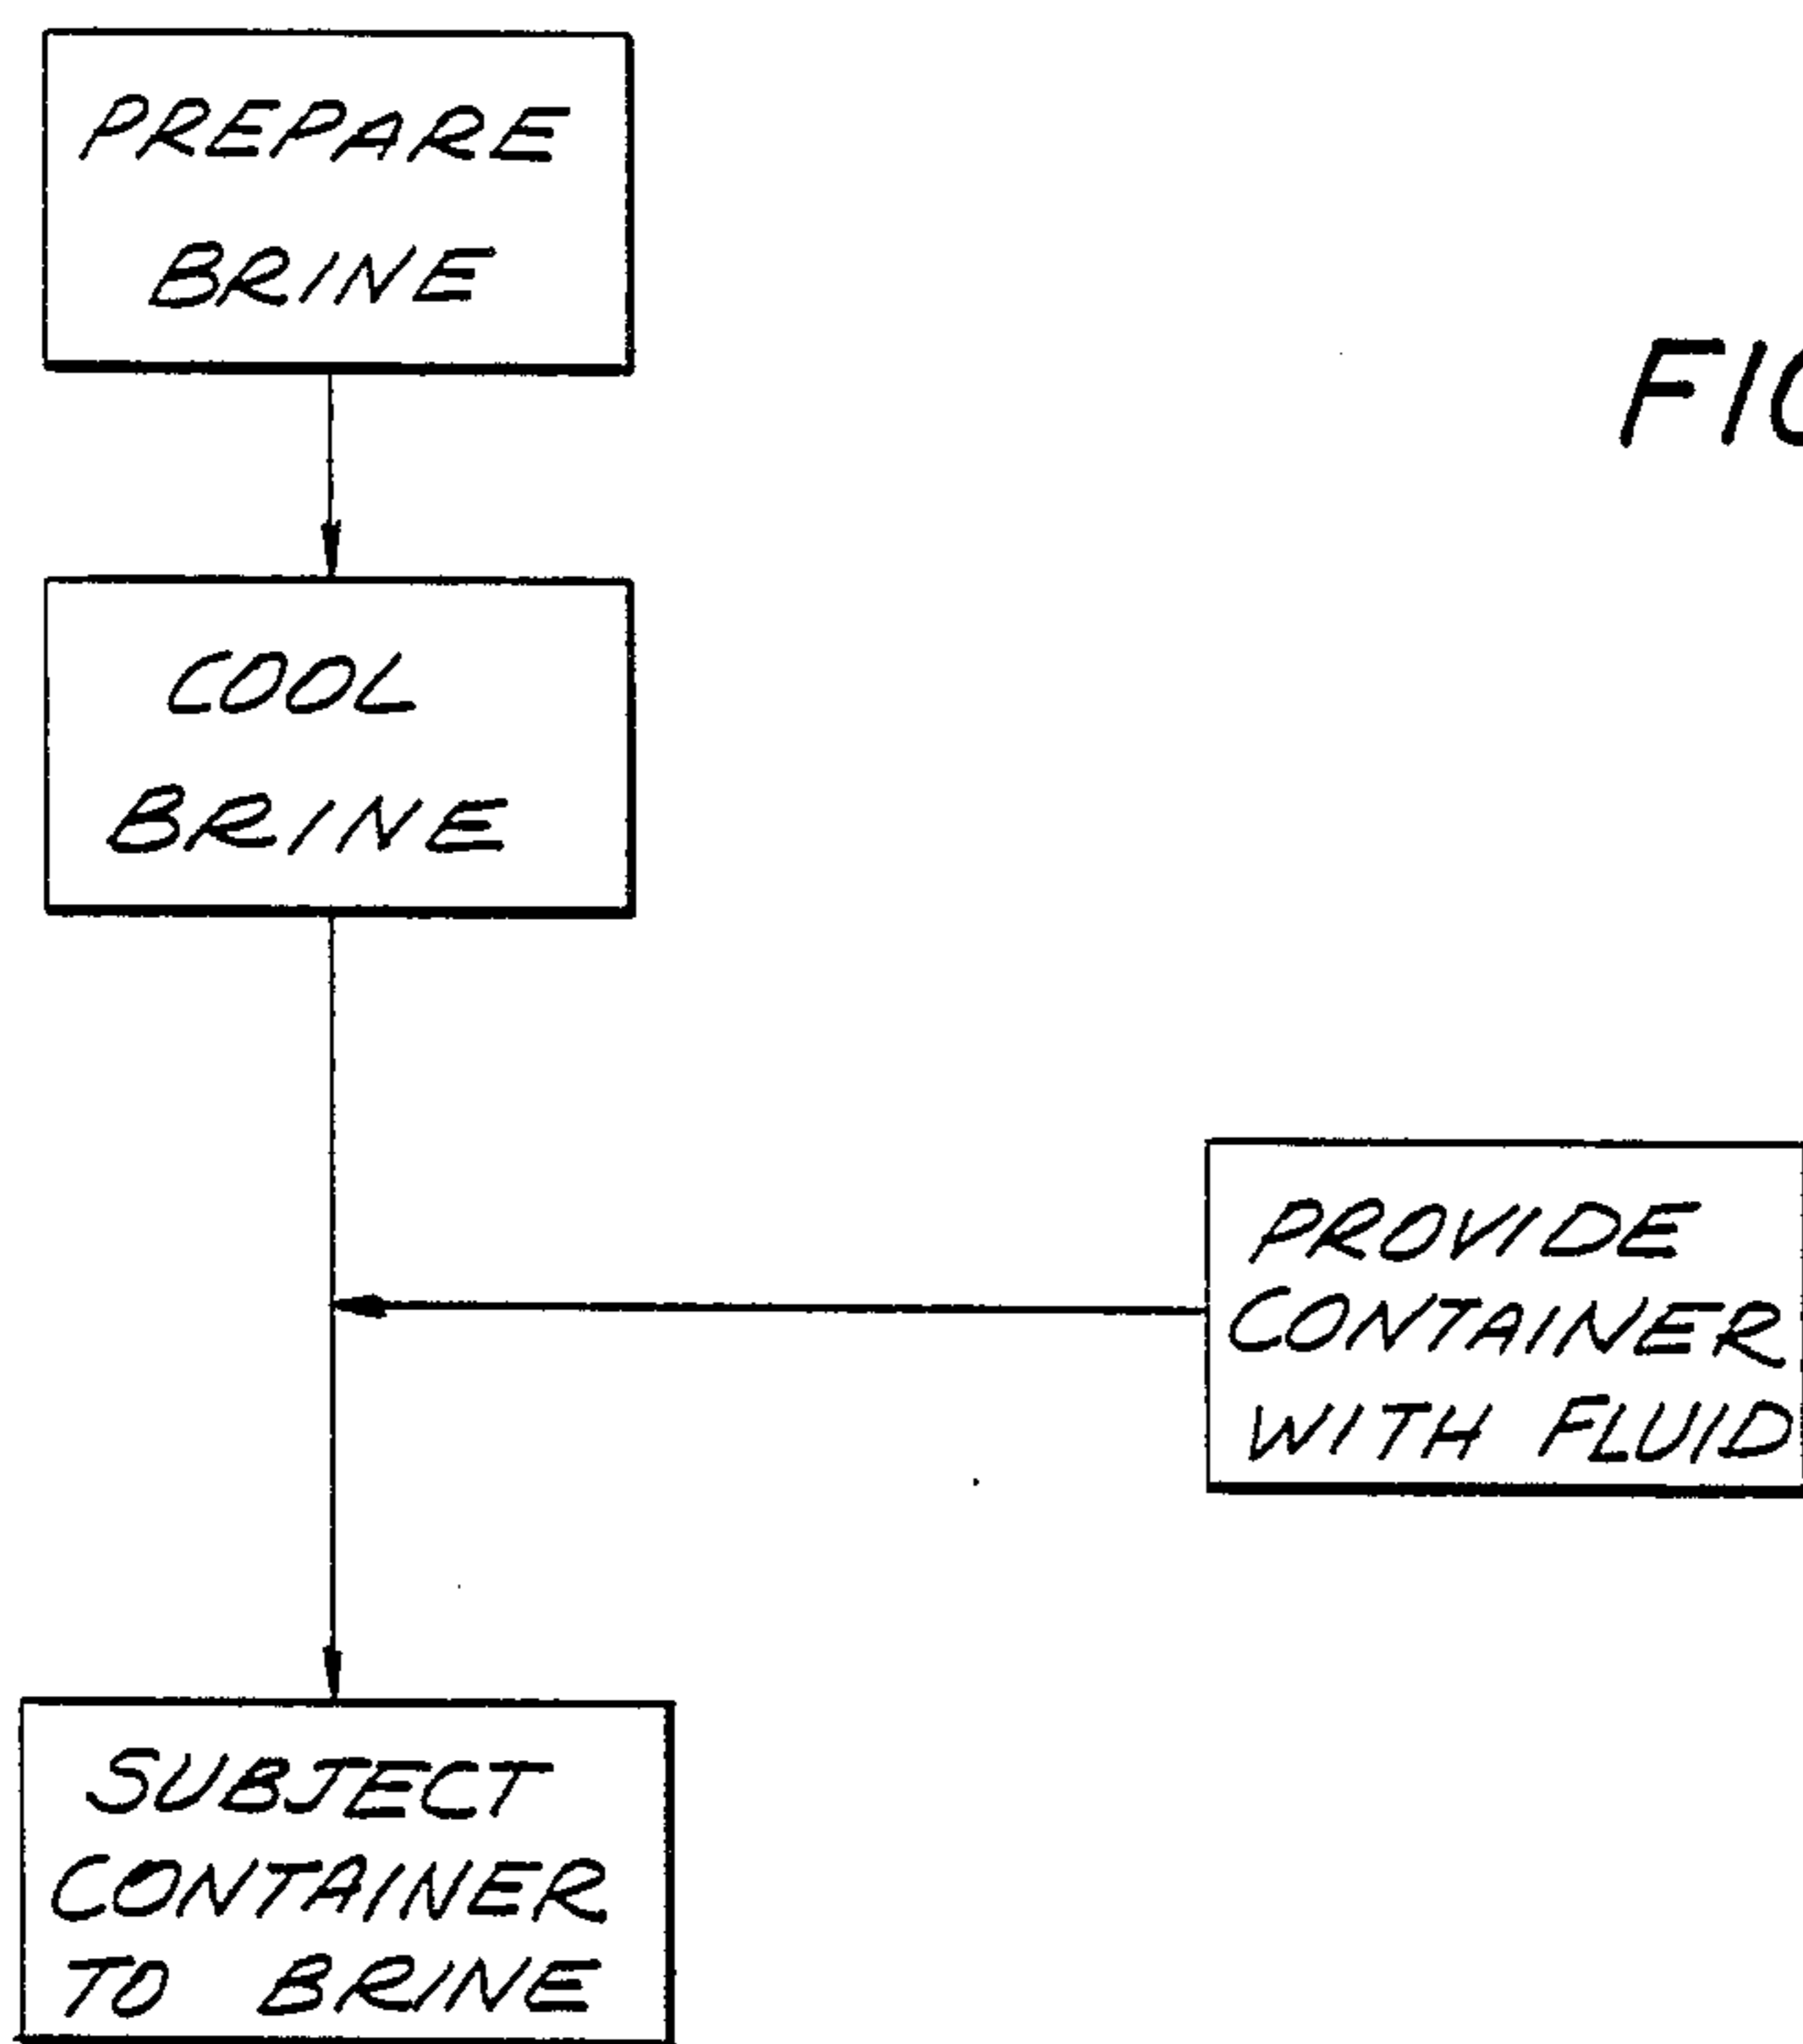 PREPARE
BRINE
COOL
BRINE
PROVIDE
CONTAINER
WITH FLUID
SUBJECT
CONTAINER
TO BRINE